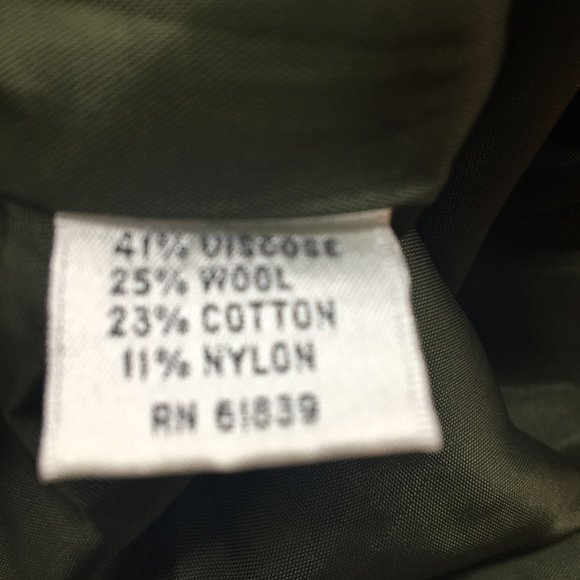 41% VISCOSE
25% WOOL
23% COTTON
11% NYLON
RN 61839